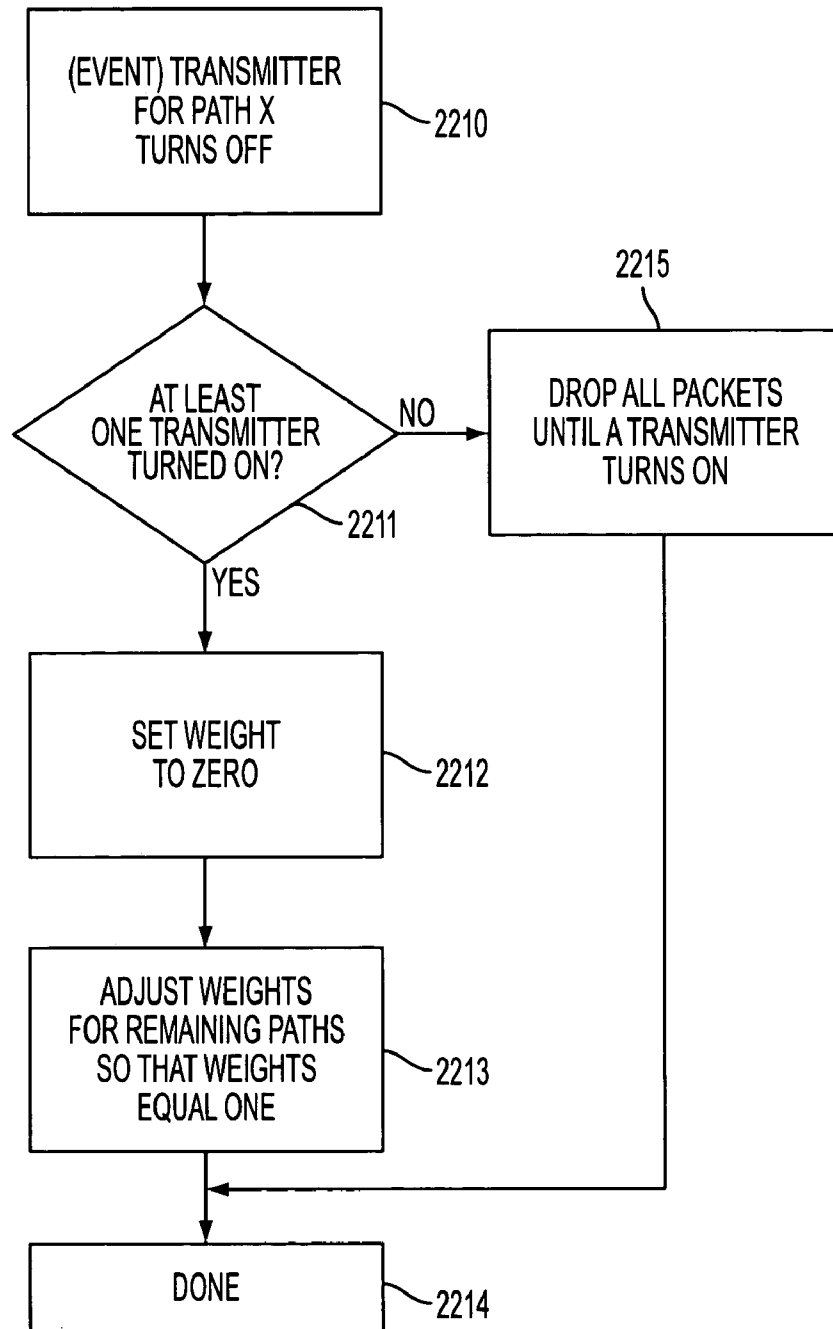 (EVENT) TRANSMITTER
FOR PATH X
TURNS OFF
2210
AT LEAST
ONE TRANSMITTER
TURNED ON?
2211
NO
2215
DROP ALL PACKETS
UNTIL A TRANSMITTER
TURNS ON
YES
SET WEIGHT
TO ZERO
2212
ADJUST WEIGHTS
FOR REMAINING PATHS
SO THAT WEIGHTS
EQUAL ONE
2213
DONE
2214